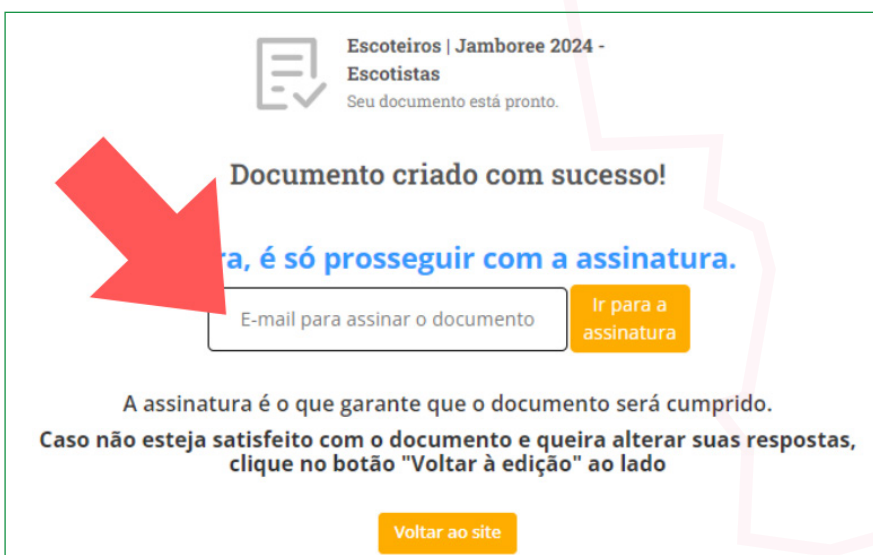 Escoteiros | Jamboree 2024 -
Escotistas
Seu documento está pronto.
Documento criado com sucesso!
ra, é só prosseguir com a assinatura.
E-mail para assinar o documento
Ir para a
assinatura
A assinatura é o que garante que o documento será cumprido.
Caso não esteja satisfeito com o documento e queira alterar suas respostas,
clique no botão "Voltar à edição" ao lado
Voltar ao site